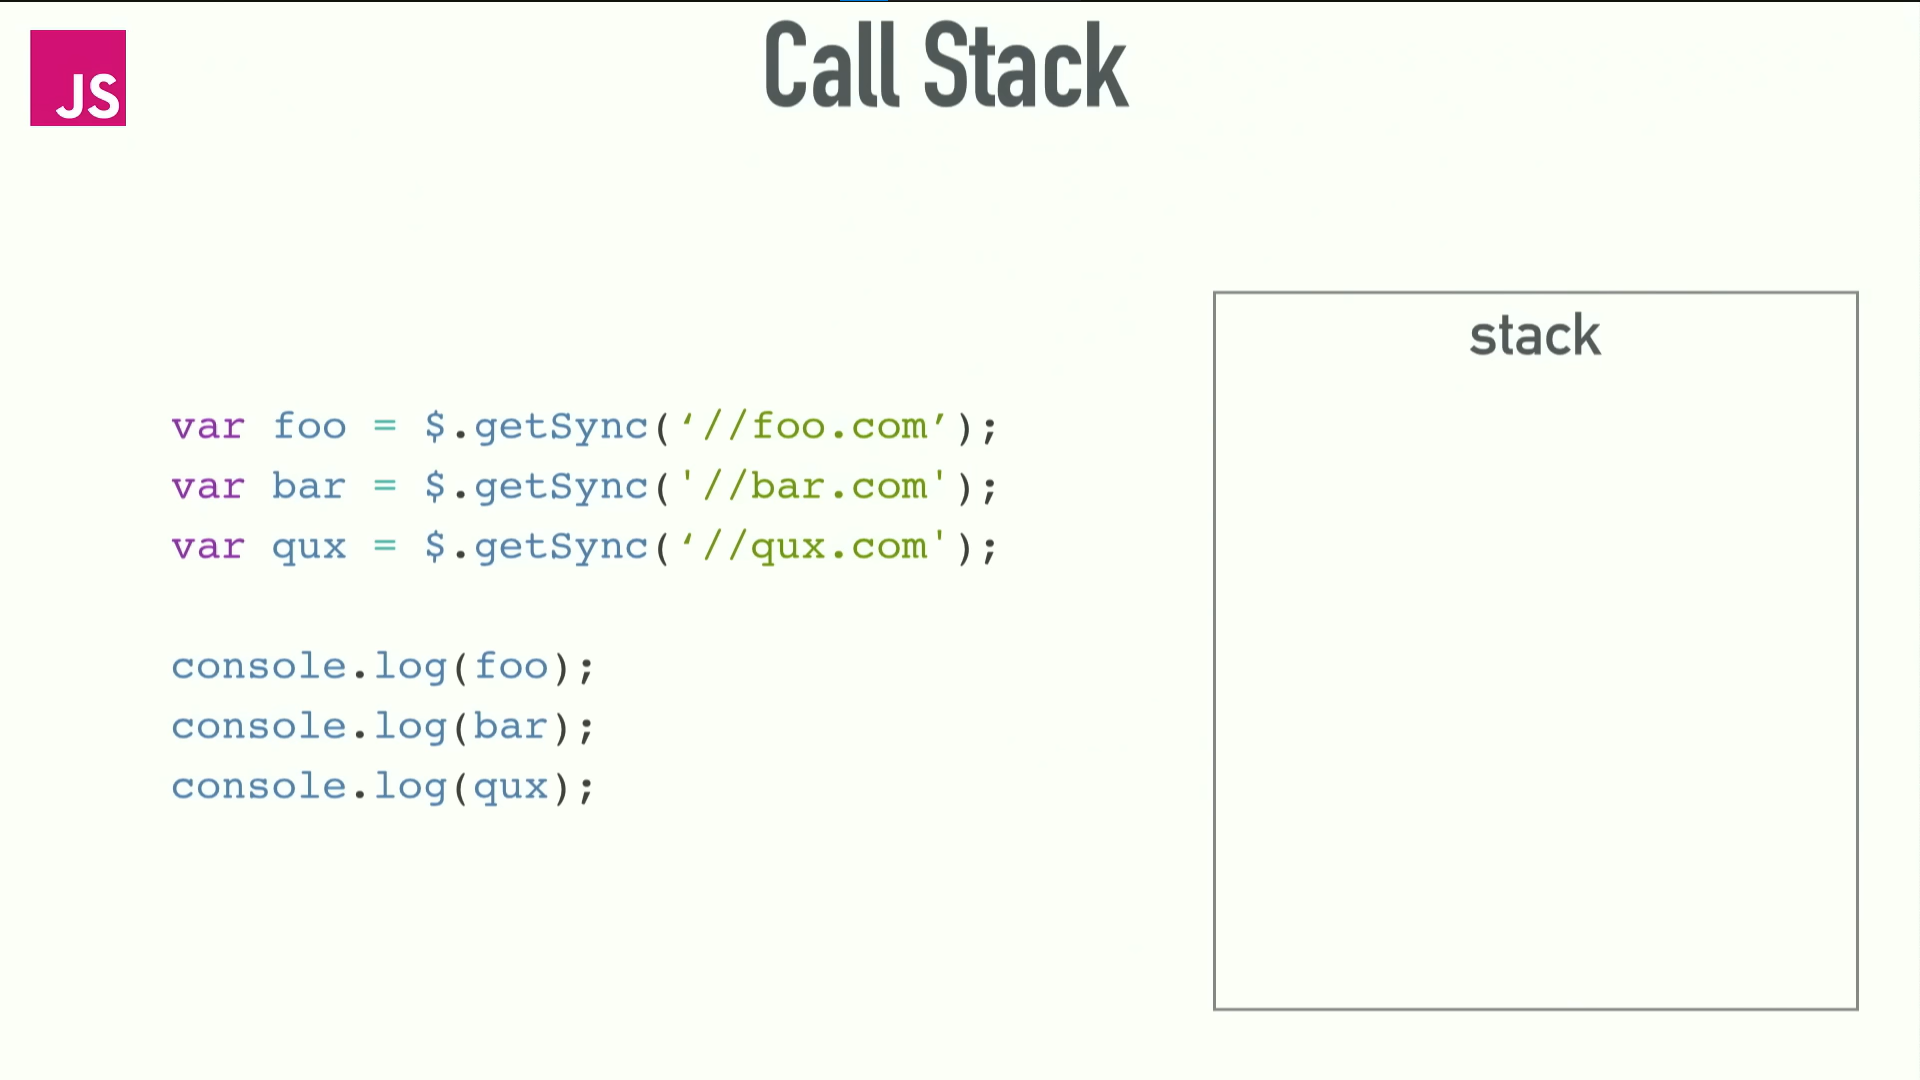 JS
Call Stack
var foo = $.getSync(‘//foo.com’);
var bar = $.getSync('//bar.com');
var qux = $.getSync(‘//qux.com');
console.log(foo);
console.log(bar);
console.log(qux);
stack